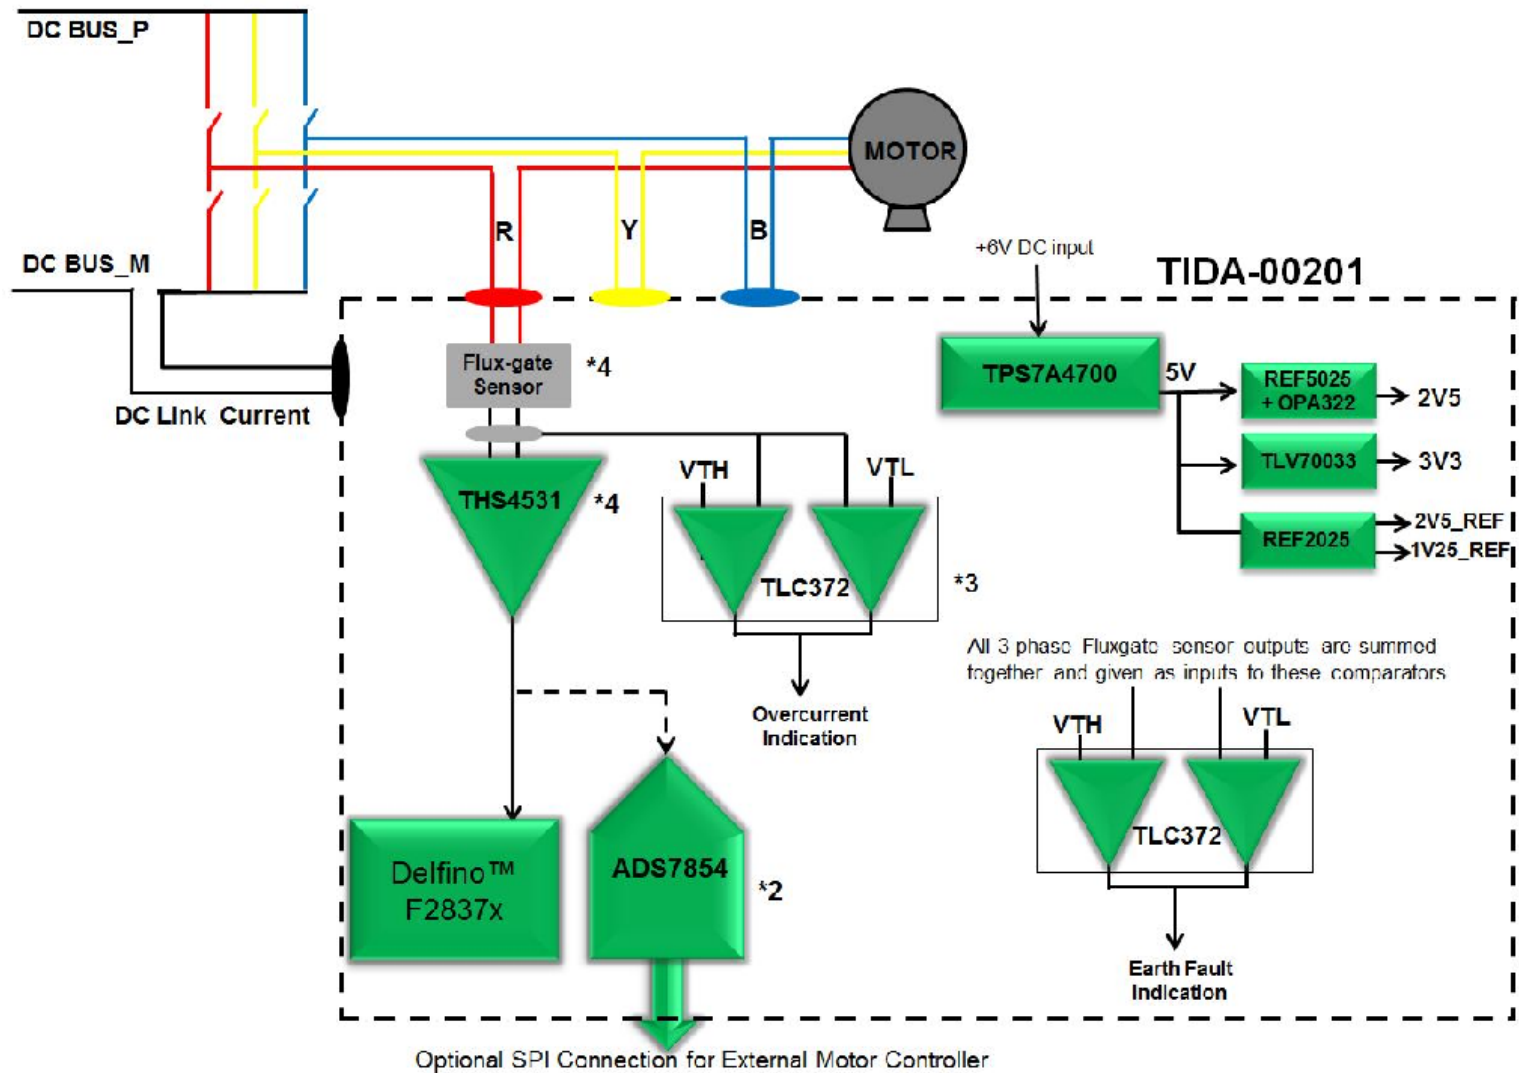 DC BUS_P
MOTOR
R
Y
B
DC BUS_M
+6V DC input
TIDA-00201
Flux-gate
Sensor
*4
TPS7A4700
5V
REF5025
+ OPA322
2V5
DC Link Current
VTH
VTL
TLV70033
3V3
THS4531
*4
2V5_REF
REF2025
1V25_REF
TLC372
*3
All 3 phase Fluxgate sensor outputs are summed
together and given as inputs to these comparators
Overcurrent
Indication
VTH
VTL
TLC372
Delfino™
F2837x
ADS7854
*2
Earth Fault
Indication
Optional SPI Connection for External Motor Controller